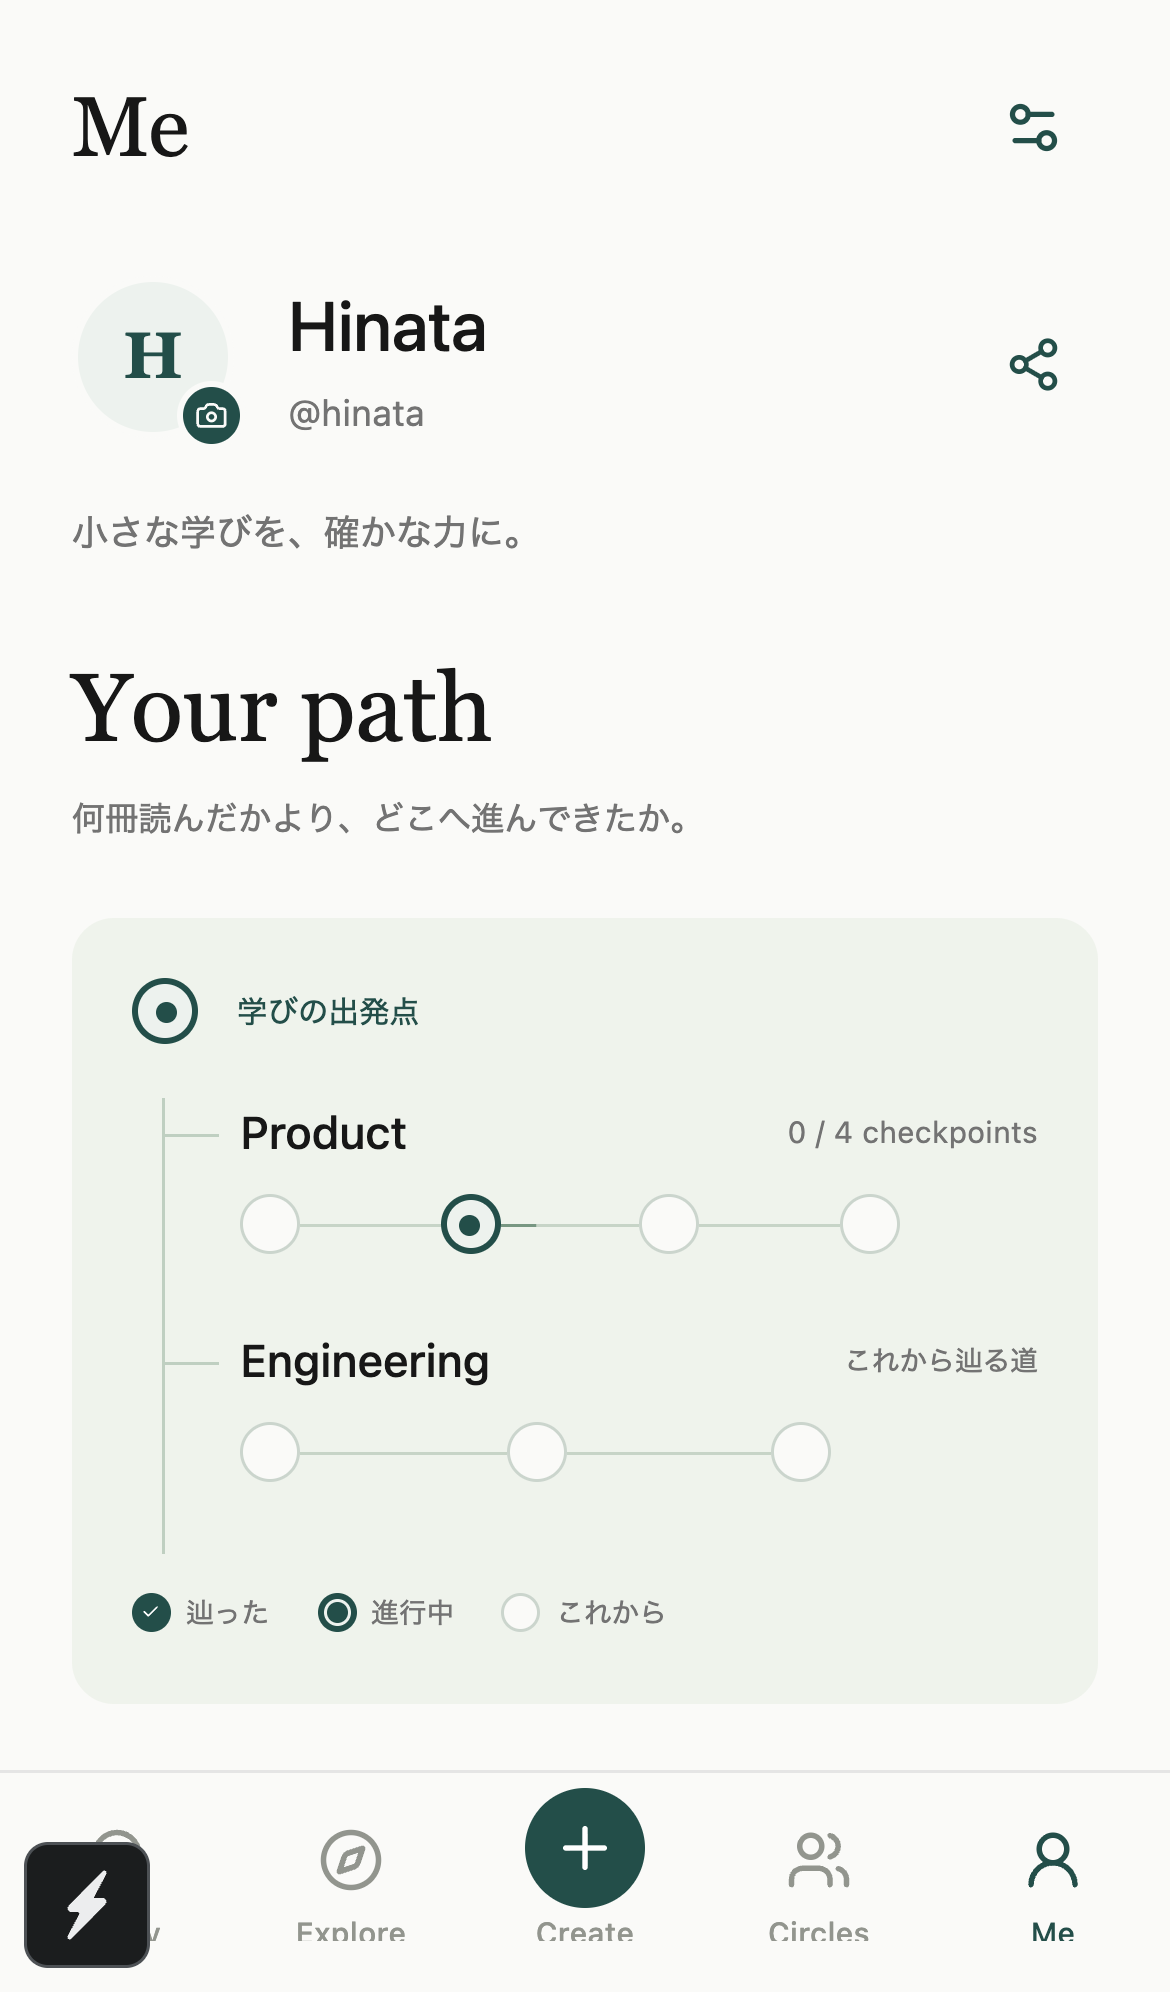 Me
H
Hinata
@hinata
小さな学びを、確かな力に。
Your path
何冊読んだかより、どこへ進んできたか。
学びの出発点
Product
0 / 4 checkpoints
Engineering
これから辿る道
辿った
進行中
これから
Explore
Create
Circles
Me